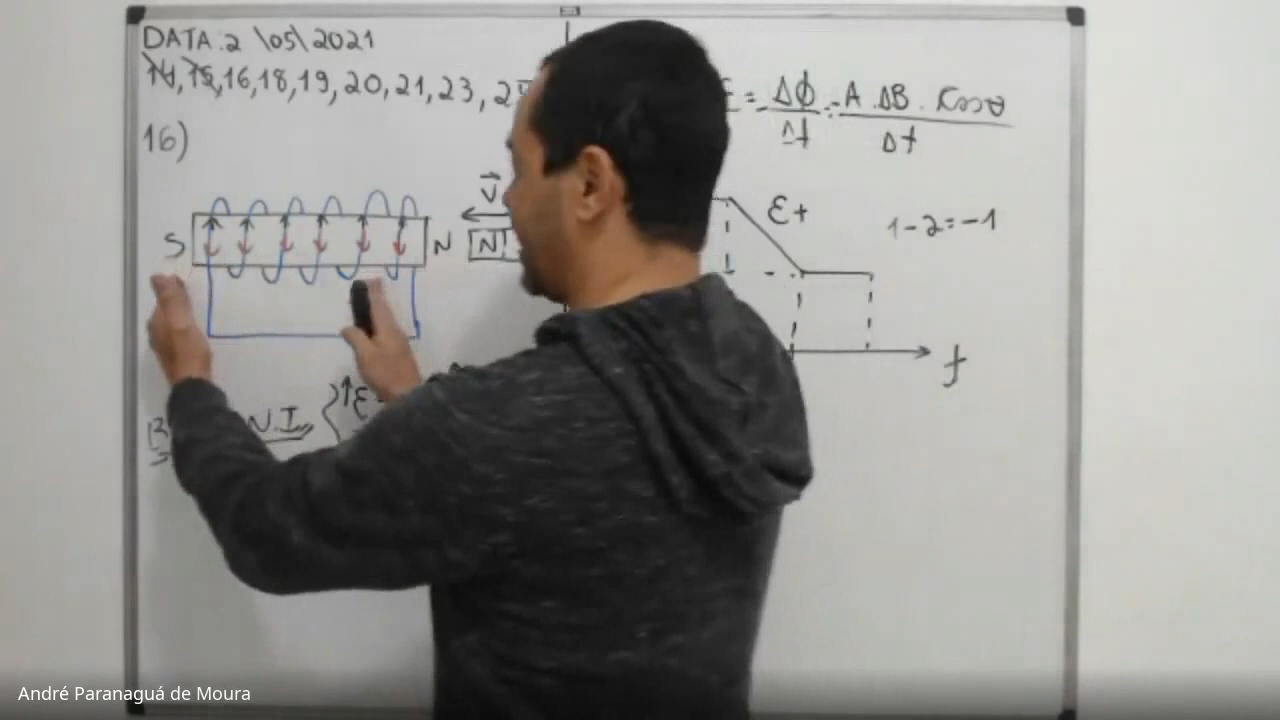 DATA: 2 \05\2021
14, 15, 16, 18, 19, 20, 21, 23, 2
= ΔΦ/Δt = A . ΔB . cosθ / Δt
16)
V
ε+
1-2=-1
S
N
N
t
↑ε
N.I
André Paranaguá de Moura